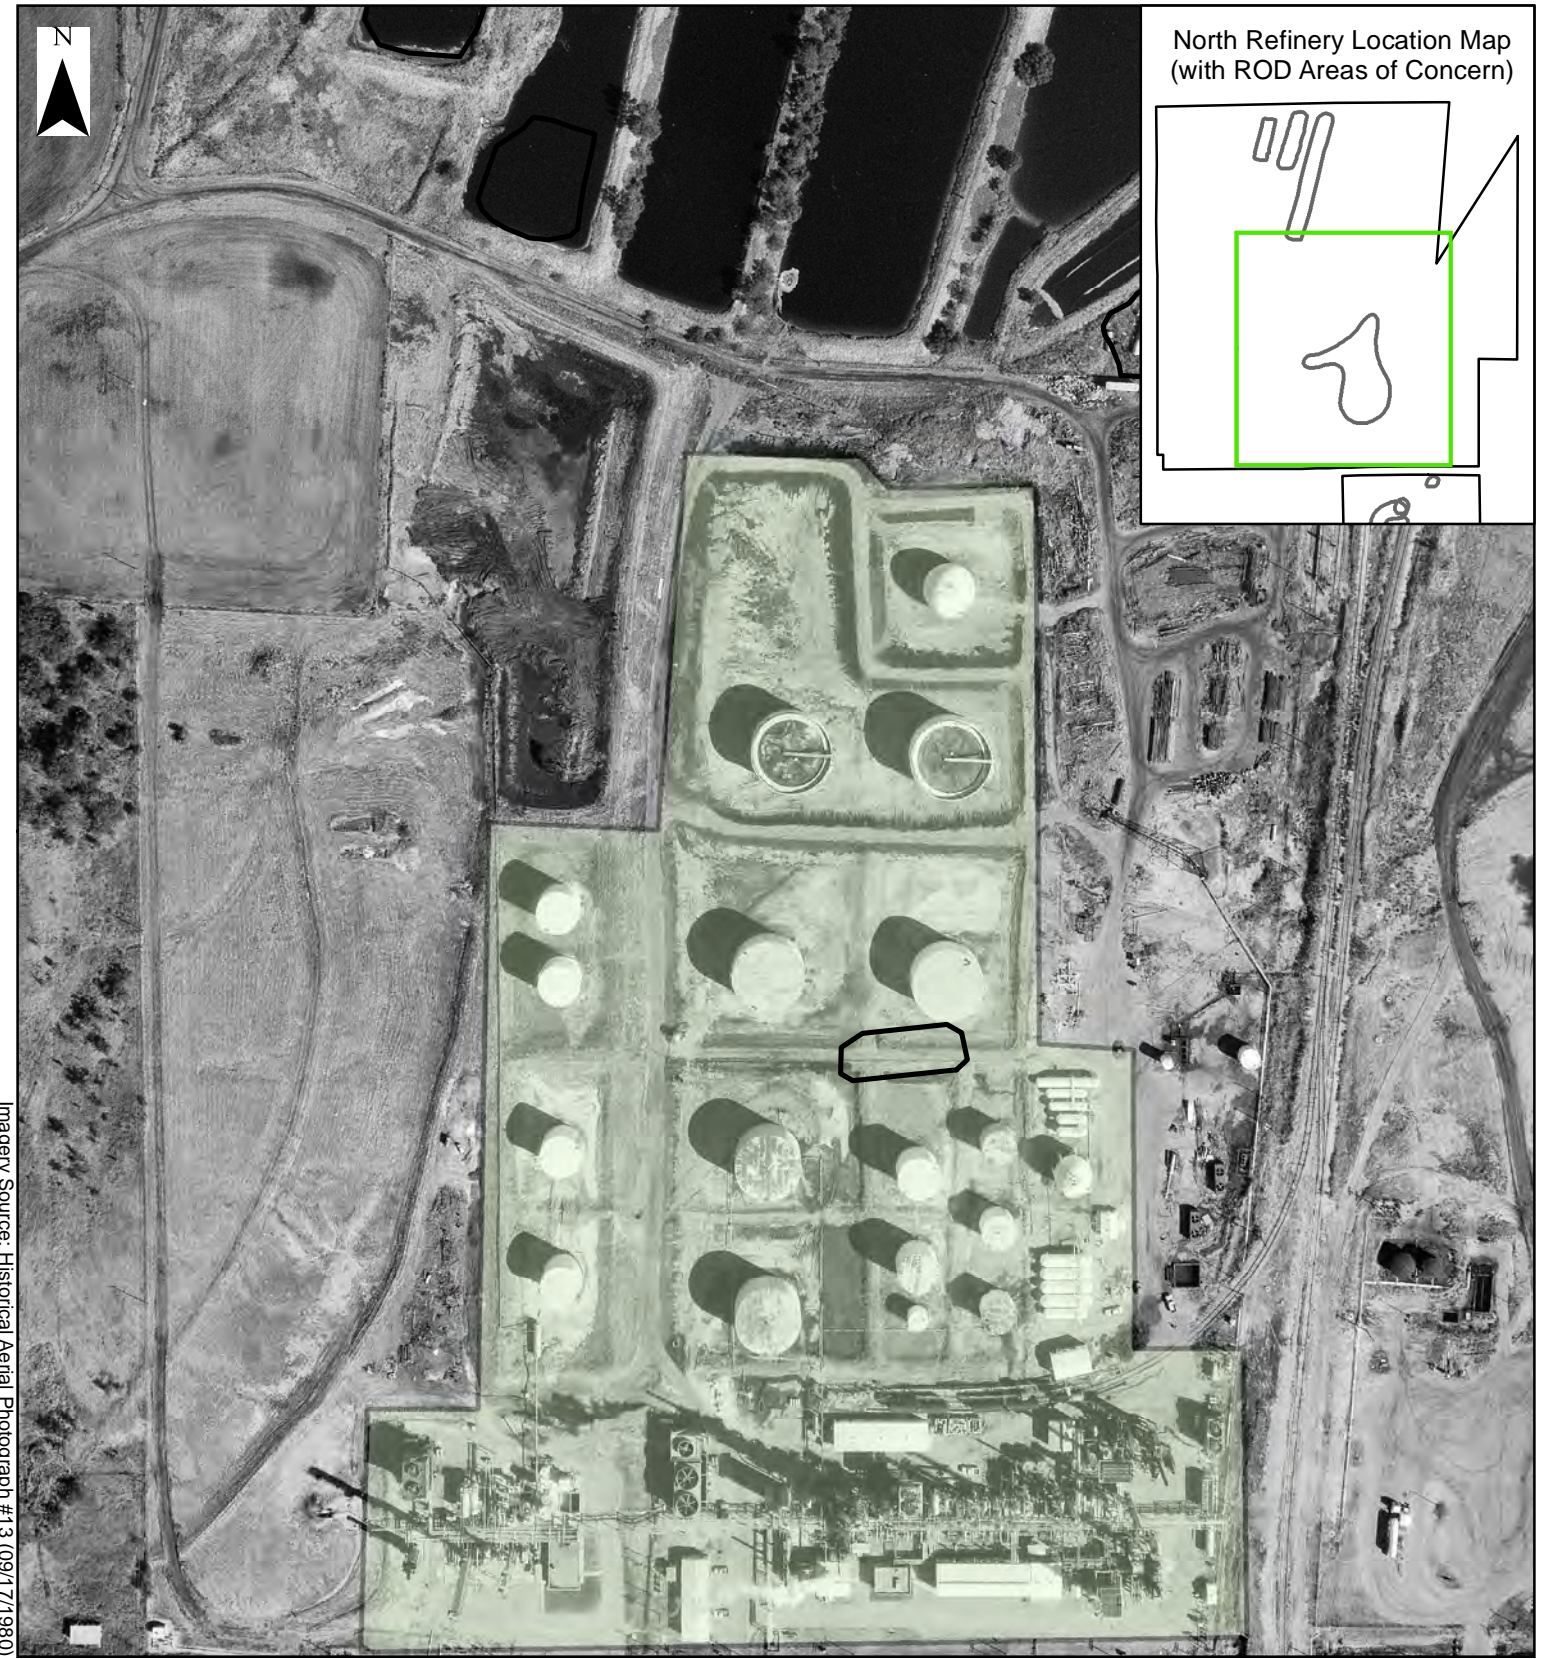 N
North Refinery Location Map
(with ROD Areas of Concern)
Imagery Source: Historical Aerial Photograph #13 (09/17/1980)